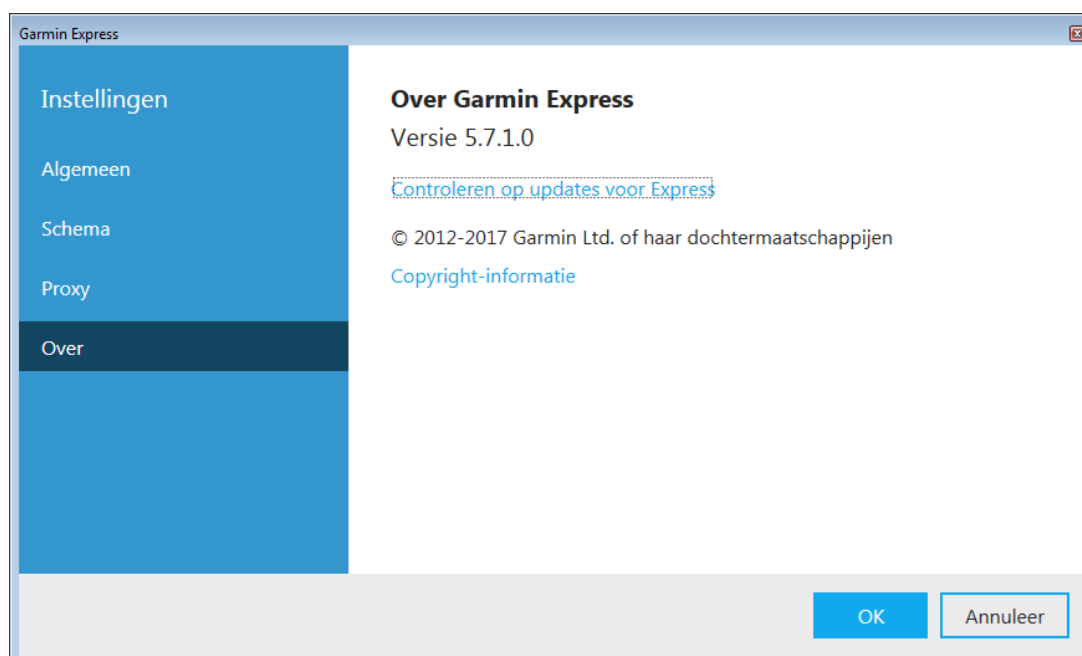 Garmin Express
Instellingen
Algemeen
Schema
Proxy
Over
Over Garmin Express
Versie 5.7.1.0
Controleren op updates voor Express
© 2012-2017 Garmin Ltd. of haar dochtermaatschappijen
Copyright-informatie
OK
Annuleer